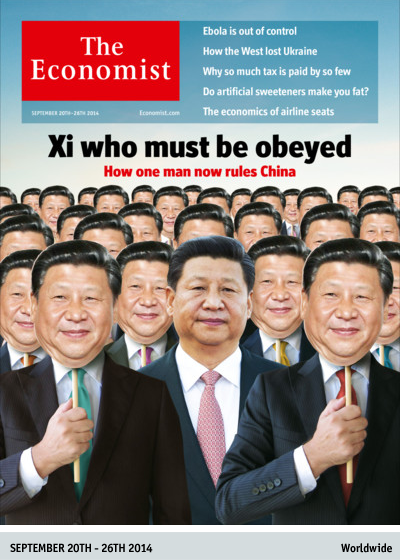 The
Economist
SEPTEMBER 20TH–26TH 2014
Economist.com
Ebola is out of control
How the West lost Ukraine
Why so much tax is paid by so few
Do artificial sweeteners make you fat?
The economics of airline seats
Xi who must be obeyed
How one man now rules China
SEPTEMBER 20TH - 26TH 2014
Worldwide